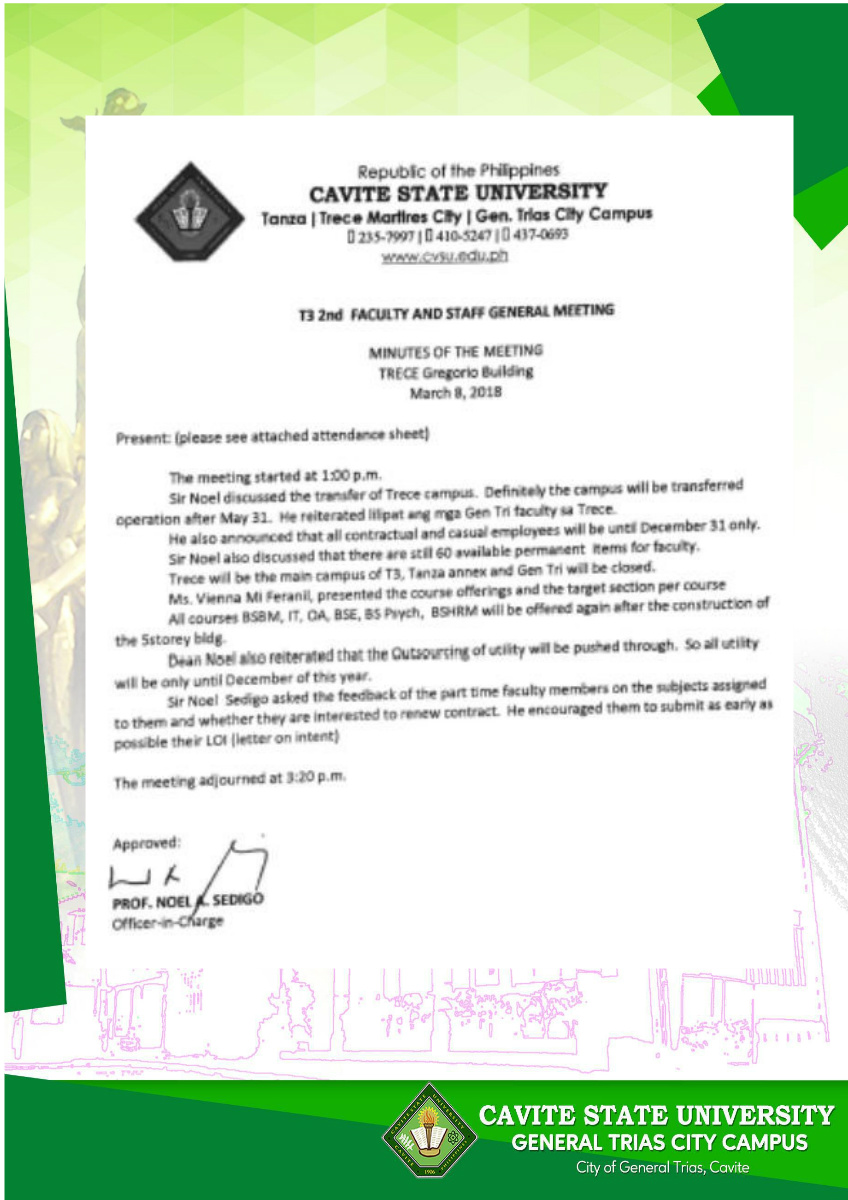 Republic of the Philippines
CAVITE STATE UNIVERSITY
Tanza | Trece Martires City | Gen. Trias City Campus
235-7997 | 410-5247 | 437-0693
www.cvsu.edu.ph
T3 2nd FACULTY AND STAFF GENERAL MEETING
MINUTES OF THE MEETING
TRECE Gregorio Building
March 8, 2018
Present: (please see attached attendance sheet)
The meeting started at 1:00 p.m.
Sir Noel discussed the transfer of Trece campus. Definitely the campus will be transferred
operation after May 31. He reiterated lilipat ang mga Gen Tri faculty sa Trece.
He also announced that all contractual and casual employees will be until December 31 only.
Sir Noel also discussed that there are still 60 available permanent items for faculty.
Trece will be the main campus of T3, Tanza annex and Gen Tri will be closed.
Ms. Vienna Mi Feranil, presented the course offerings and the target section per course
All courses BSBM, IT, OA, BSE, BS Psych, BSHRM will be offered again after the construction of
the 5storey bldg.
Dean Noel also reiterated that the Outsourcing of utility will be pushed through. So all utility
will be only until December of this year.
Sir Noel Sedigo asked the feedback of the part time faculty members on the subjects assigned
to them and whether they are interested to renew contract. He encouraged them to submit as early as
possible their LOI (letter on intent)
The meeting adjourned at 3:20 p.m.
Approved:
PROF. NOEL A. SEDIGO
Officer-in-Charge
CAVITE STATE UNIVERSITY
GENERAL TRIAS CITY CAMPUS
City of General Trias, Cavite
1906